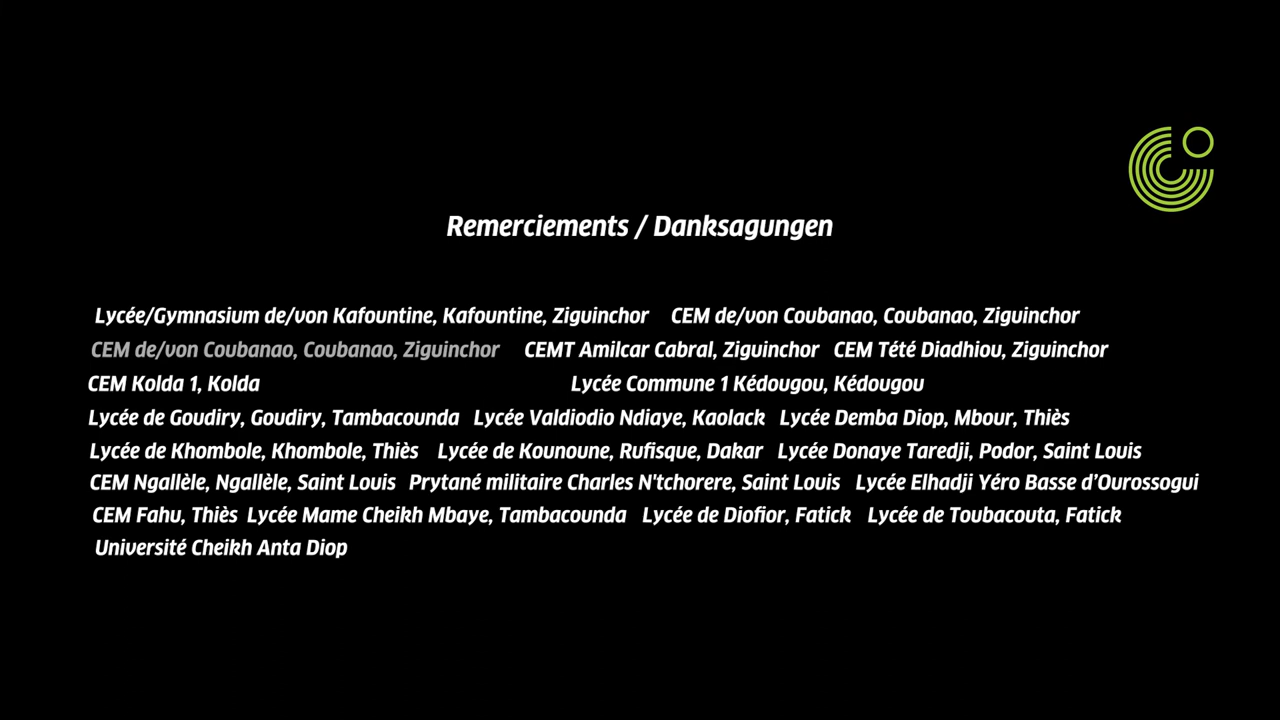 Remerciements / Danksagungen
Lycée/Gymnasium de/von Kafountine, Kafountine, Ziguinchor CEM de/von Coubanao, Coubanao, Ziguinchor
CEM de/von Coubanao, Coubanao, Ziguinchor CEMT Amilcar Cabral, Ziguinchor CEM Tété Diadhiou, Ziguinchor
CEM Kolda 1, Kolda Lycée Commune 1 Kédougou, Kédougou
Lycée de Goudiry, Goudiry, Tambacounda Lycée Valdiodio Ndiaye, Kaolack Lycée Demba Diop, Mbour, Thiès
Lycée de Khombole, Khombole, Thiès Lycée de Kounoune, Rufisque, Dakar Lycée Donaye Taredji, Podor, Saint Louis
CEM Ngallèle, Ngallèle, Saint Louis Prytané militaire Charles N'tchorere, Saint Louis Lycée Elhadji Yéro Basse d’Ourossogui
CEM Fahu, Thiès Lycée Mame Cheikh Mbaye, Tambacounda Lycée de Diofior, Fatick Lycée de Toubacouta, Fatick
Université Cheikh Anta Diop